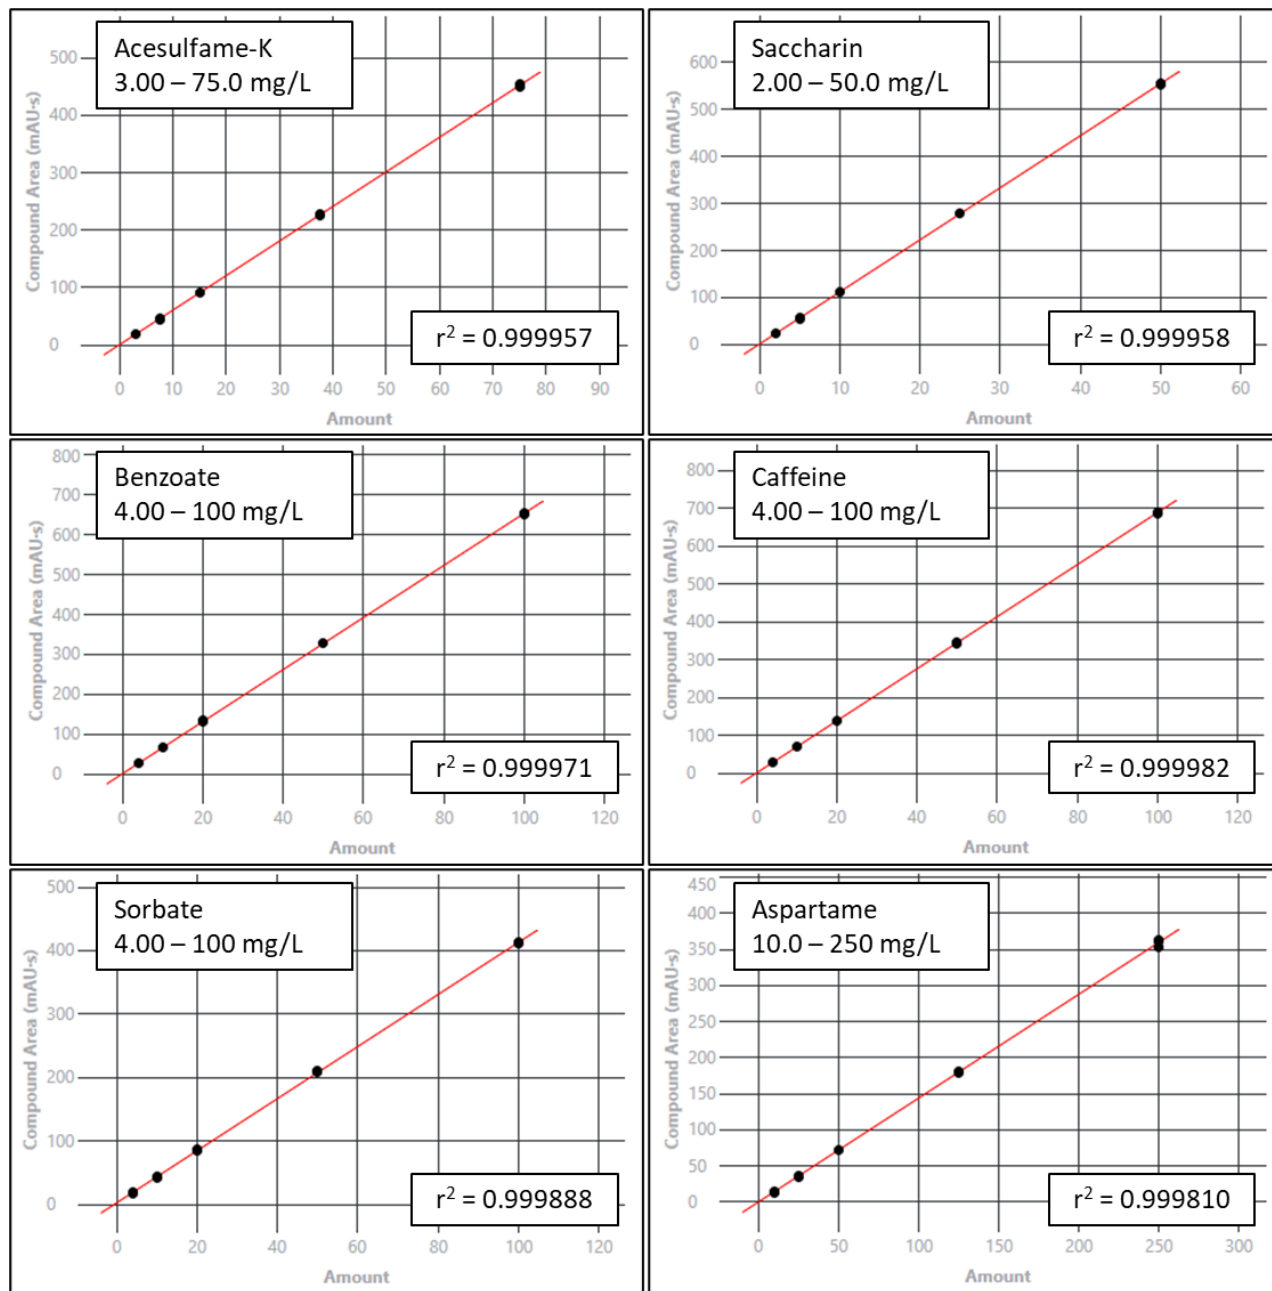 Acesulfame-K
3.00 – 75.0 mg/L
Compound Area (mAU·s)
500
400
300
200
100
0
r² = 0.999957
0 10 20 30 40 50 60 70 80 90
Amount
Saccharin
2.00 – 50.0 mg/L
Compound Area (mAU·s)
600
500
400
300
200
100
0
r² = 0.999958
0 10 20 30 40 50 60
Amount
Benzoate
4.00 – 100 mg/L
Compound Area (mAU·s)
800
700
600
500
400
300
200
100
0
r² = 0.999971
0 20 40 60 80 100 120
Amount
Caffeine
4.00 – 100 mg/L
Compound Area (mAU·s)
800
700
600
500
400
300
200
100
0
r² = 0.999982
0 20 40 60 80 100 120
Amount
Sorbate
4.00 – 100 mg/L
Compound Area (mAU·s)
500
400
300
200
100
0
r² = 0.999888
0 20 40 60 80 100 120
Amount
Aspartame
10.0 – 250 mg/L
Compound Area (mAU·s)
450
400
350
300
250
200
150
100
50
0
r² = 0.999810
0 50 100 150 200 250 300
Amount